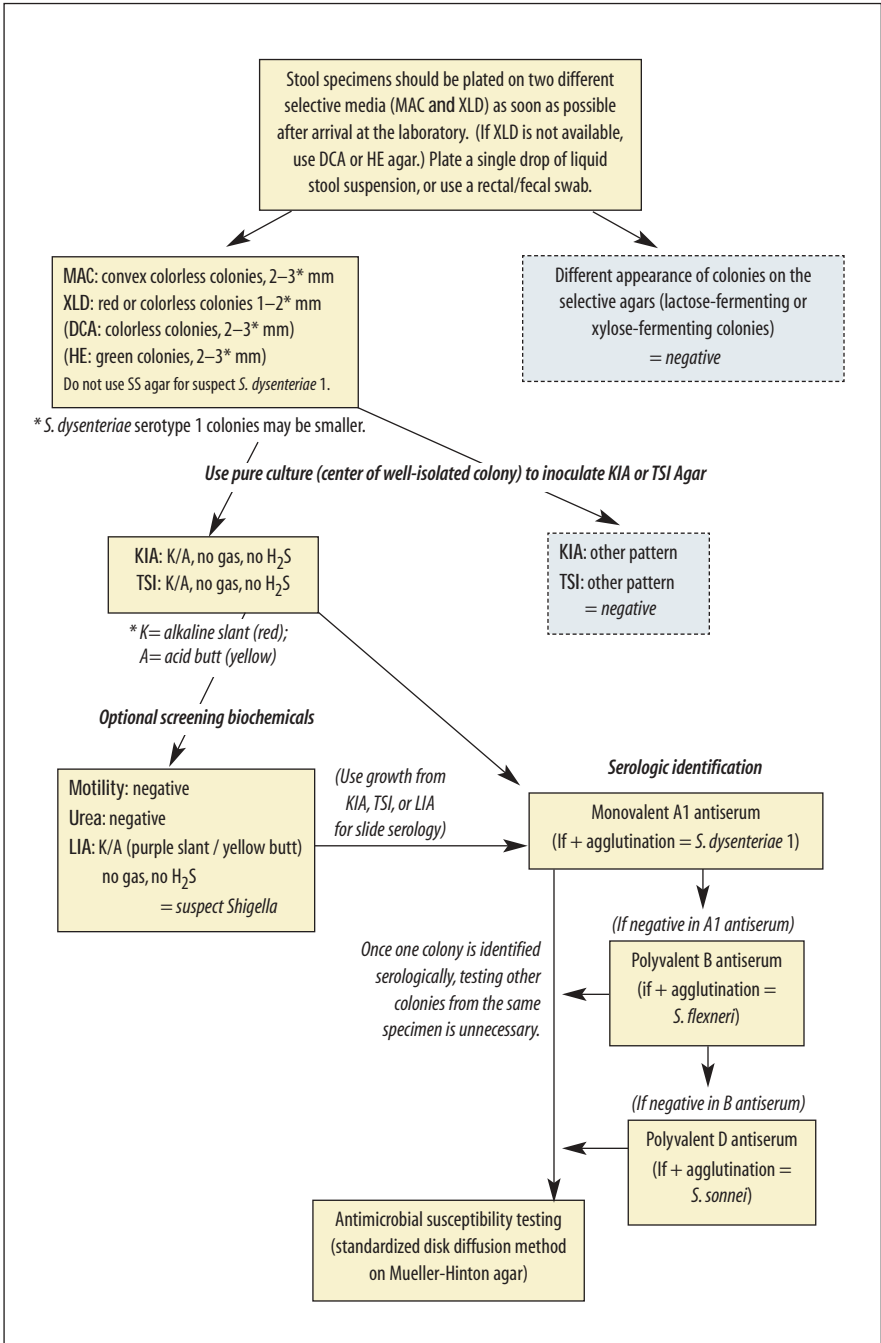 Stool specimens should be plated on two different
selective media (MAC and XLD) as soon as possible
after arrival at the laboratory. (If XLD is not available,
use DCA or HE agar.) Plate a single drop of liquid
stool suspension, or use a rectal/fecal swab.
MAC: convex colorless colonies, 2–3* mm
XLD: red or colorless colonies 1–2* mm
(DCA: colorless colonies, 2–3* mm)
(HE: green colonies, 2–3* mm)
Do not use SS agar for suspect S. dysenteriae 1.
Different appearance of colonies on the
selective agars (lactose-fermenting or
xylose-fermenting colonies)
= negative
* S. dysenteriae serotype 1 colonies may be smaller.
Use pure culture (center of well-isolated colony) to inoculate KIA or TSI Agar
KIA: K/A, no gas, no H2S
TSI: K/A, no gas, no H2S
KIA: other pattern
TSI: other pattern
= negative
* K= alkaline slant (red);
A= acid butt (yellow)
Optional screening biochemicals
Motility: negative
Urea: negative
LIA: K/A (purple slant / yellow butt)
no gas, no H2S
= suspect Shigella
(Use growth from
KIA, TSI, or LIA
for slide serology)
Serologic identification
Monovalent A1 antiserum
(If + agglutination = S. dysenteriae 1)
(If negative in A1 antiserum)
Polyvalent B antiserum
(if + agglutination =
S. flexneri)
Once one colony is identified
serologically, testing other
colonies from the same
specimen is unnecessary.
(If negative in B antiserum)
Polyvalent D antiserum
(If + agglutination =
S. sonnei)
Antimicrobial susceptibility testing
(standardized disk diffusion method
on Mueller-Hinton agar)